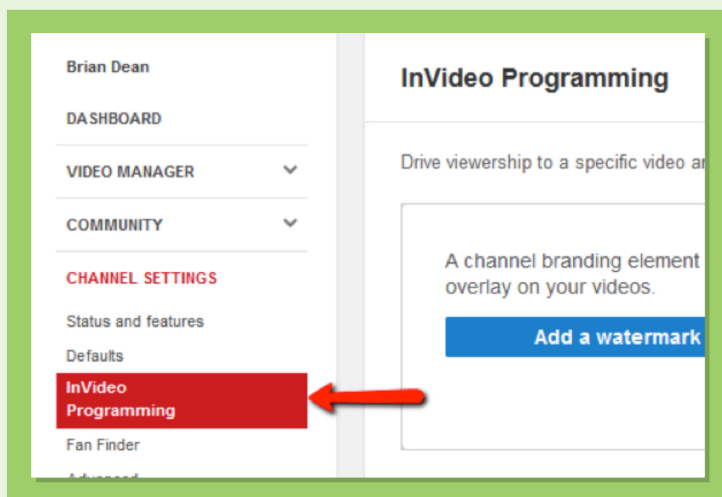 Brian Dean
DASHBOARD
VIDEO MANAGER
COMMUNITY
CHANNEL SETTINGS
Status and features
Defaults
InVideo
Programming
Fan Finder
InVideo Programming
Drive viewership to a specific video
A channel branding element
overlay on your videos.
Add a watermark